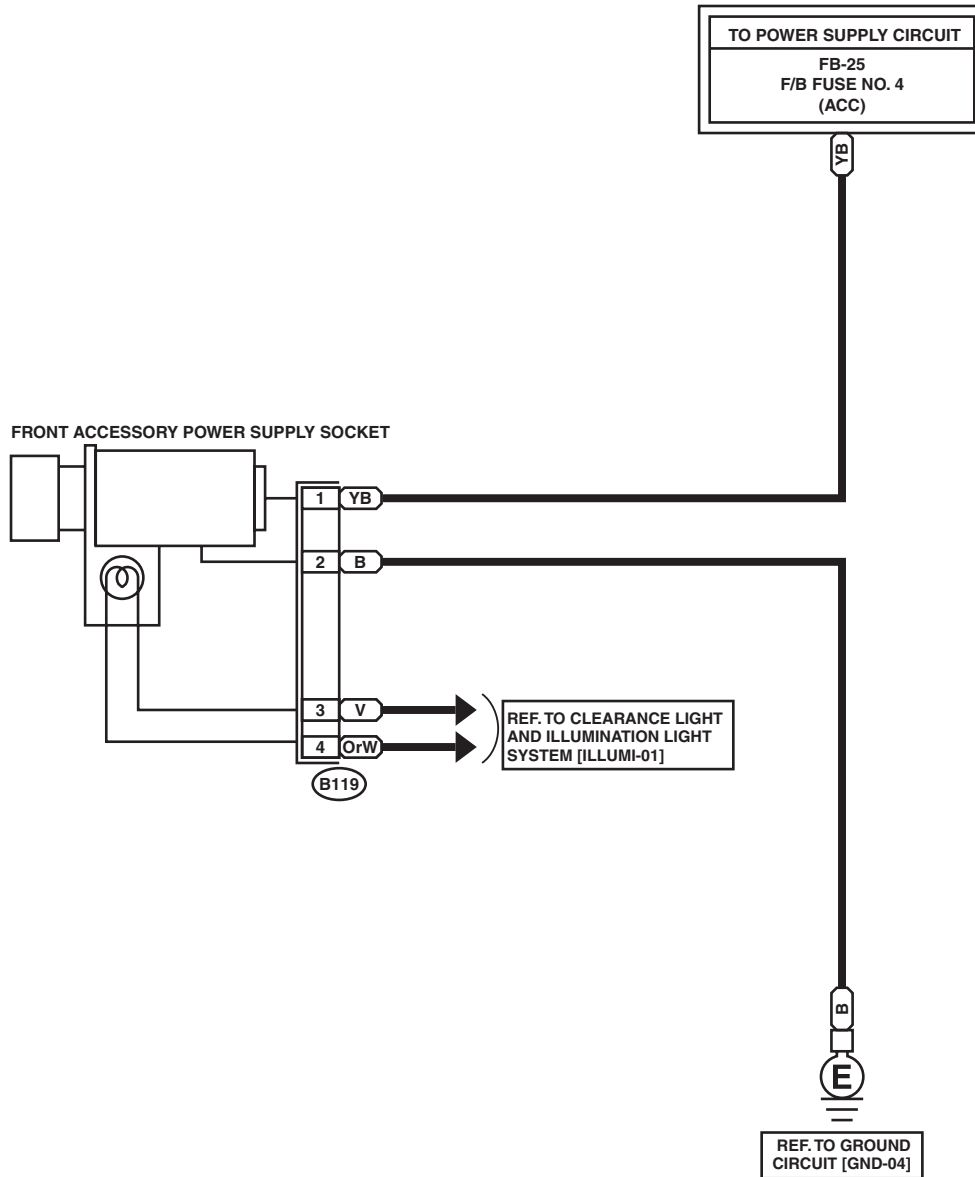 TO POWER SUPPLY CIRCUIT
FB-25
F/B FUSE NO. 4
(ACC)
YB
FRONT ACCESSORY POWER SUPPLY SOCKET
1 YB
2 B
3 V
4 OrW
B119
REF. TO CLEARANCE LIGHT
AND ILLUMINATION LIGHT
SYSTEM [ILLUMI-01]
B
E
REF. TO GROUND
CIRCUIT [GND-04]